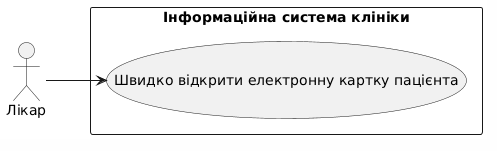 Інформаційна система клініки
Швидко відкрити електронну картку пацієнта
Лікар